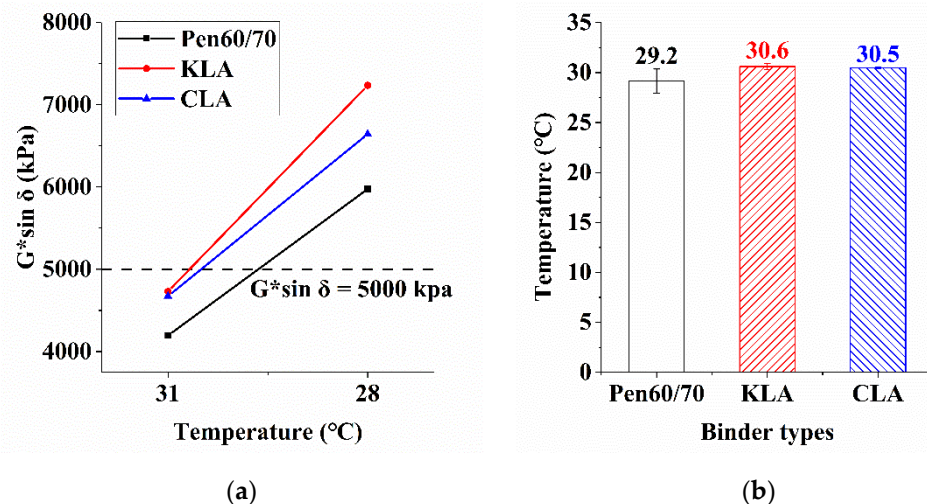 8000
7000
6000
5000
4000
G*sin δ (kPa)
Pen60/70
KLA
CLA
G*sin δ = 5000 kpa
31
28
Temperature (℃)
(a)
40
35
30
25
20
15
10
5
0
Temperature (℃)
29.2
30.6
30.5
Pen60/70
KLA
CLA
Binder types
(b)